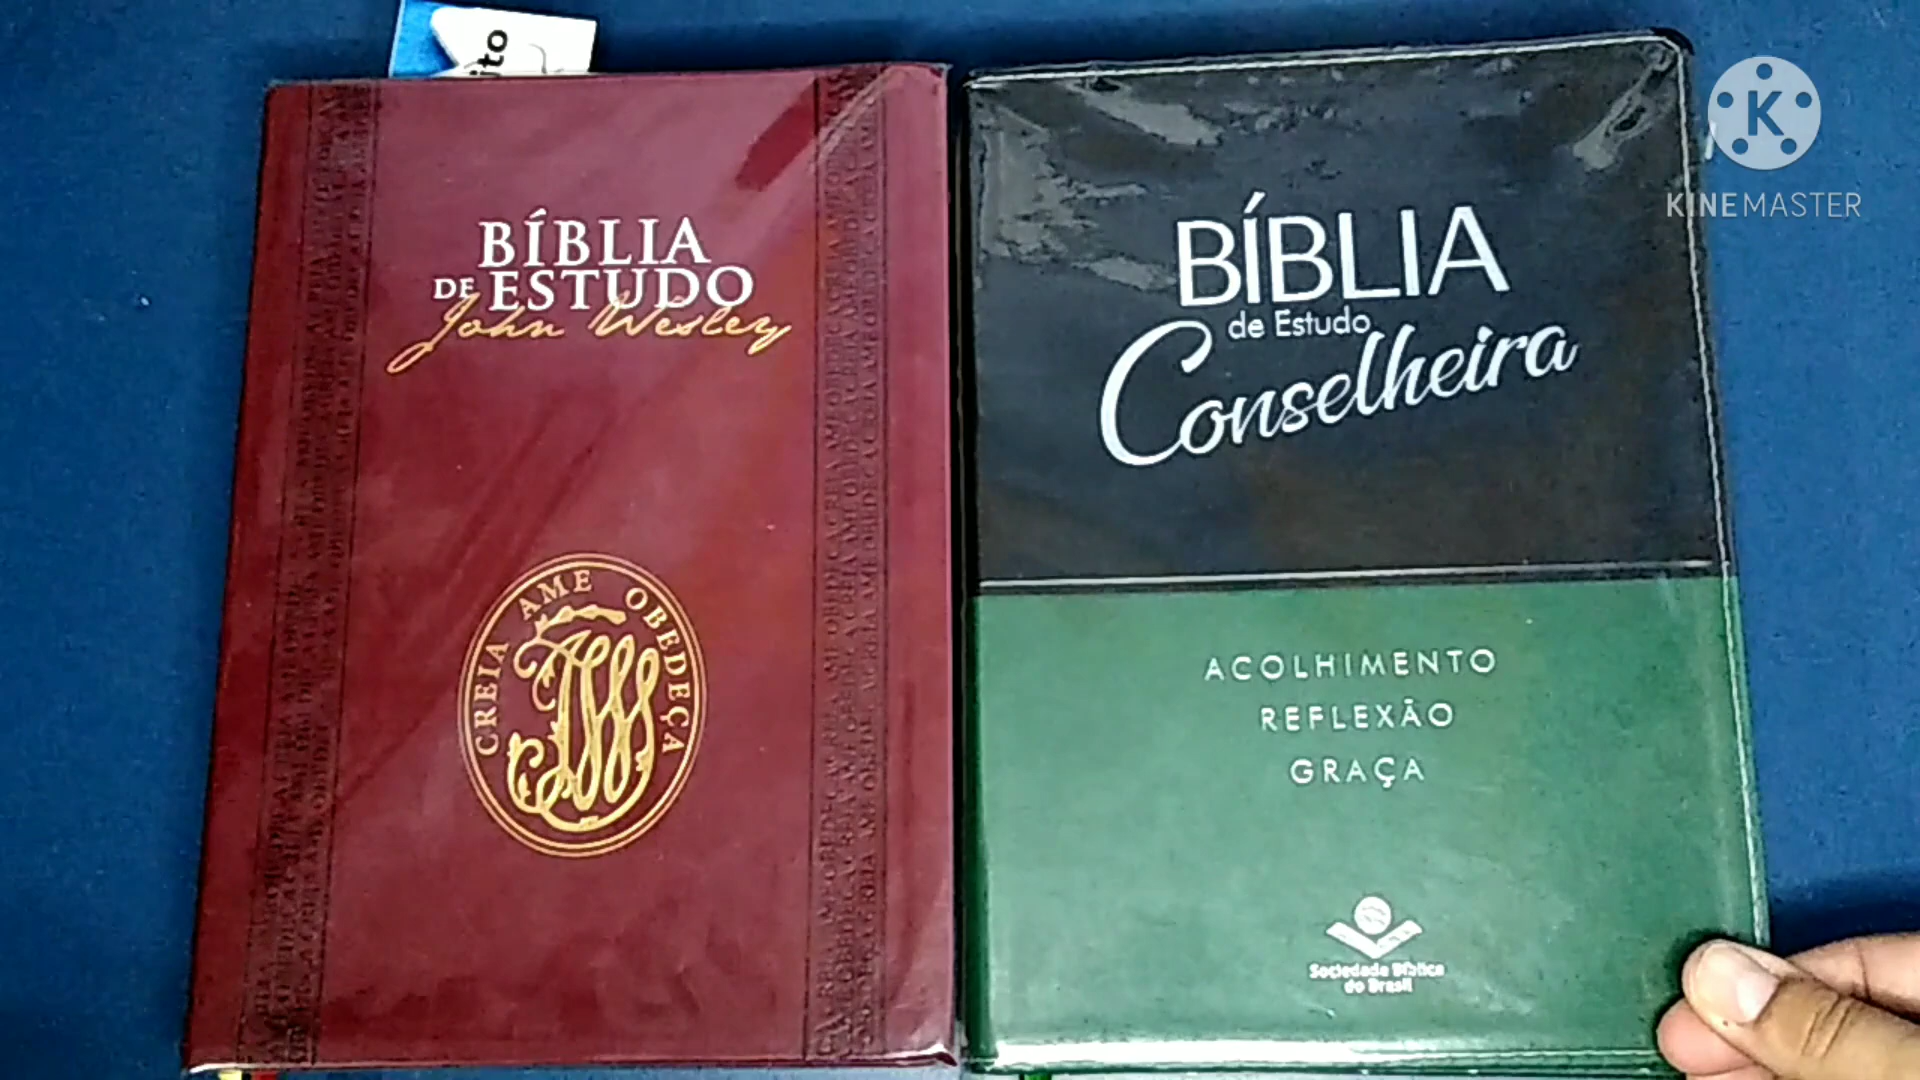 ito
BÍBLIA
DE ESTUDO
John Wesley
CREIA AME OBEDEÇA
BÍBLIA
de Estudo
Conselheira
ACOLHIMENTO
REFLEXÃO
GRAÇA
Sociedade Bíblica
do Brasil
K
KINEMASTER